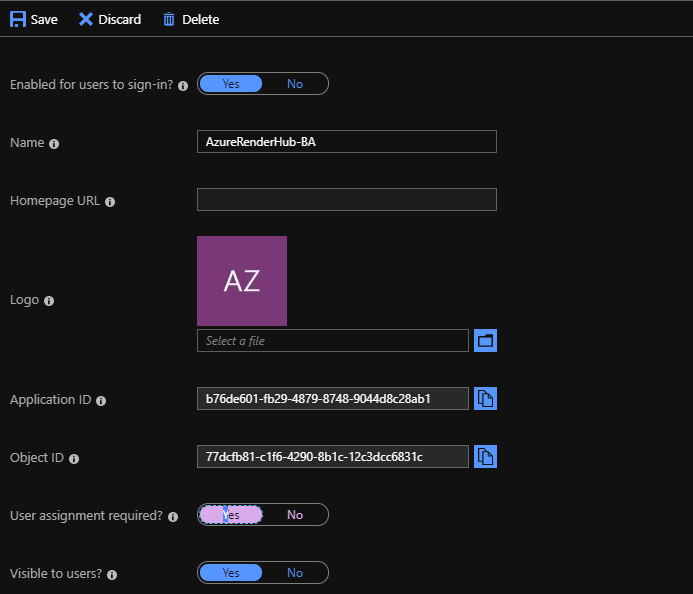 Save Discard Delete
Enabled for users to sign-in? Yes No
Name AzureRenderHub-BA
Homepage URL
AZ
Logo
Select a file
Application ID b76de601-fb29-4879-8748-9044d8c28ab1
Object ID 77dcfb81-c1f6-4290-8b1c-12c3dcc6831c
User assignment required? Yes No
Visible to users? Yes No